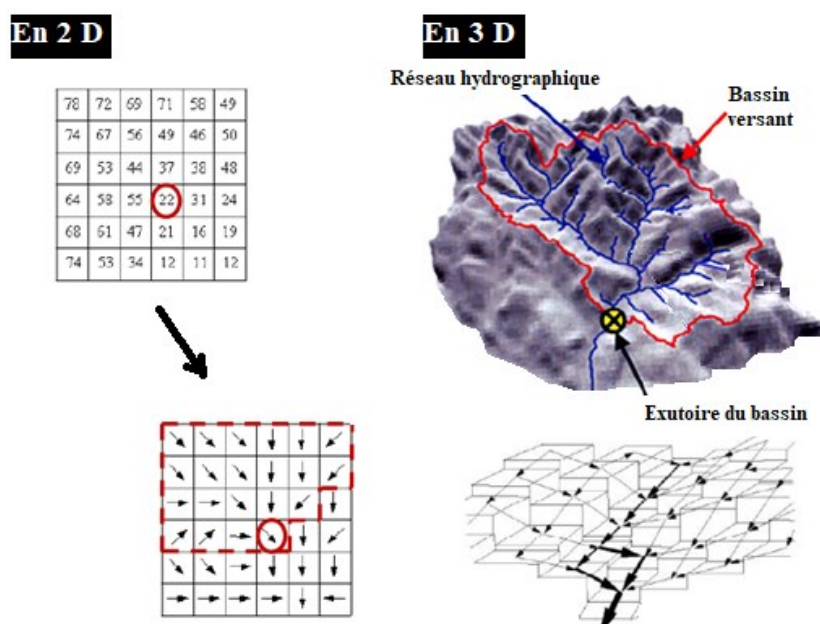 En 2 D
78 72 69 71 58 49
74 67 56 49 46 50
69 53 44 37 38 48
64 58 55 22 31 24
68 61 47 21 16 19
74 53 34 12 11 12
En 3 D
Réseau hydrographique
Bassin
versant
Exutoire du bassin